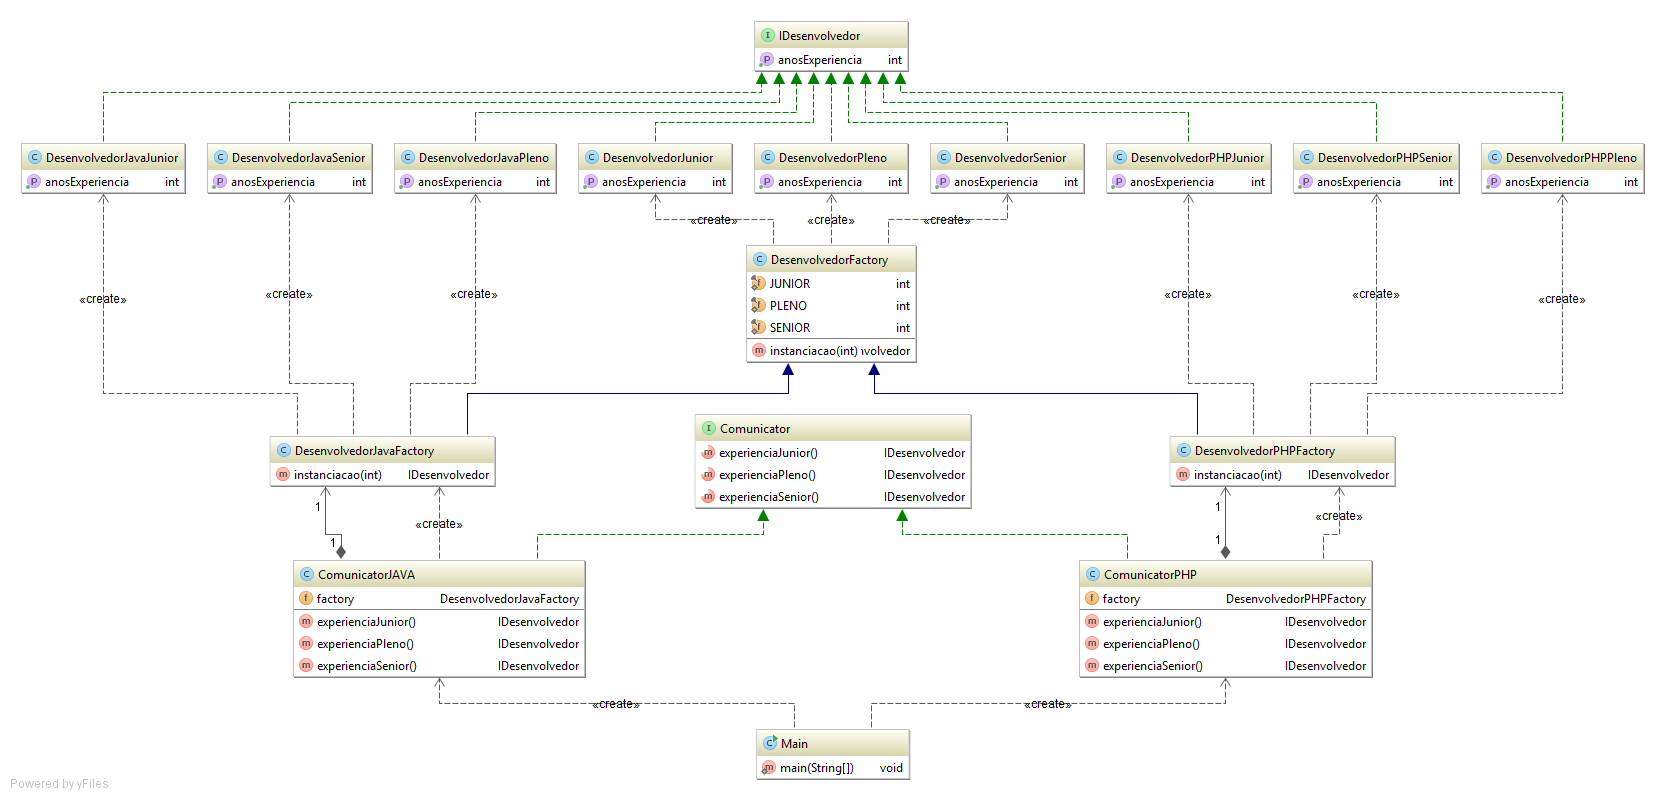 IDesenvolvedor
anosExperiencia int
DesenvolvedorJavaJunior
anosExperiencia int
DesenvolvedorJavaSenior
anosExperiencia int
DesenvolvedorJavaPleno
anosExperiencia int
DesenvolvedorJunior
anosExperiencia int
DesenvolvedorPleno
anosExperiencia int
DesenvolvedorSenior
anosExperiencia int
DesenvolvedorPHPJunior
anosExperiencia int
DesenvolvedorPHPSenior
anosExperiencia int
DesenvolvedorPHPPleno
anosExperiencia int
«create»
«create»
«create»
DesenvolvedorFactory
JUNIOR int
PLENO int
SENIOR int
instanciacao(int) volvedor
«create»
«create»
«create»
«create»
«create»
«create»
DesenvolvedorJavaFactory
instanciacao(int) IDesenvolvedor
Comunicator
experienciaJunior() IDesenvolvedor
experienciaPleno() IDesenvolvedor
experienciaSenior() IDesenvolvedor
DesenvolvedorPHPFactory
instanciacao(int) IDesenvolvedor
1
1
«create»
1
1
«create»
ComunicatorJAVA
factory DesenvolvedorJavaFactory
experienciaJunior() IDesenvolvedor
experienciaPleno() IDesenvolvedor
experienciaSenior() IDesenvolvedor
ComunicatorPHP
factory DesenvolvedorPHPFactory
experienciaJunior() IDesenvolvedor
experienciaPleno() IDesenvolvedor
experienciaSenior() IDesenvolvedor
«create»
«create»
Main
main(String[]) void
Powered by yFiles